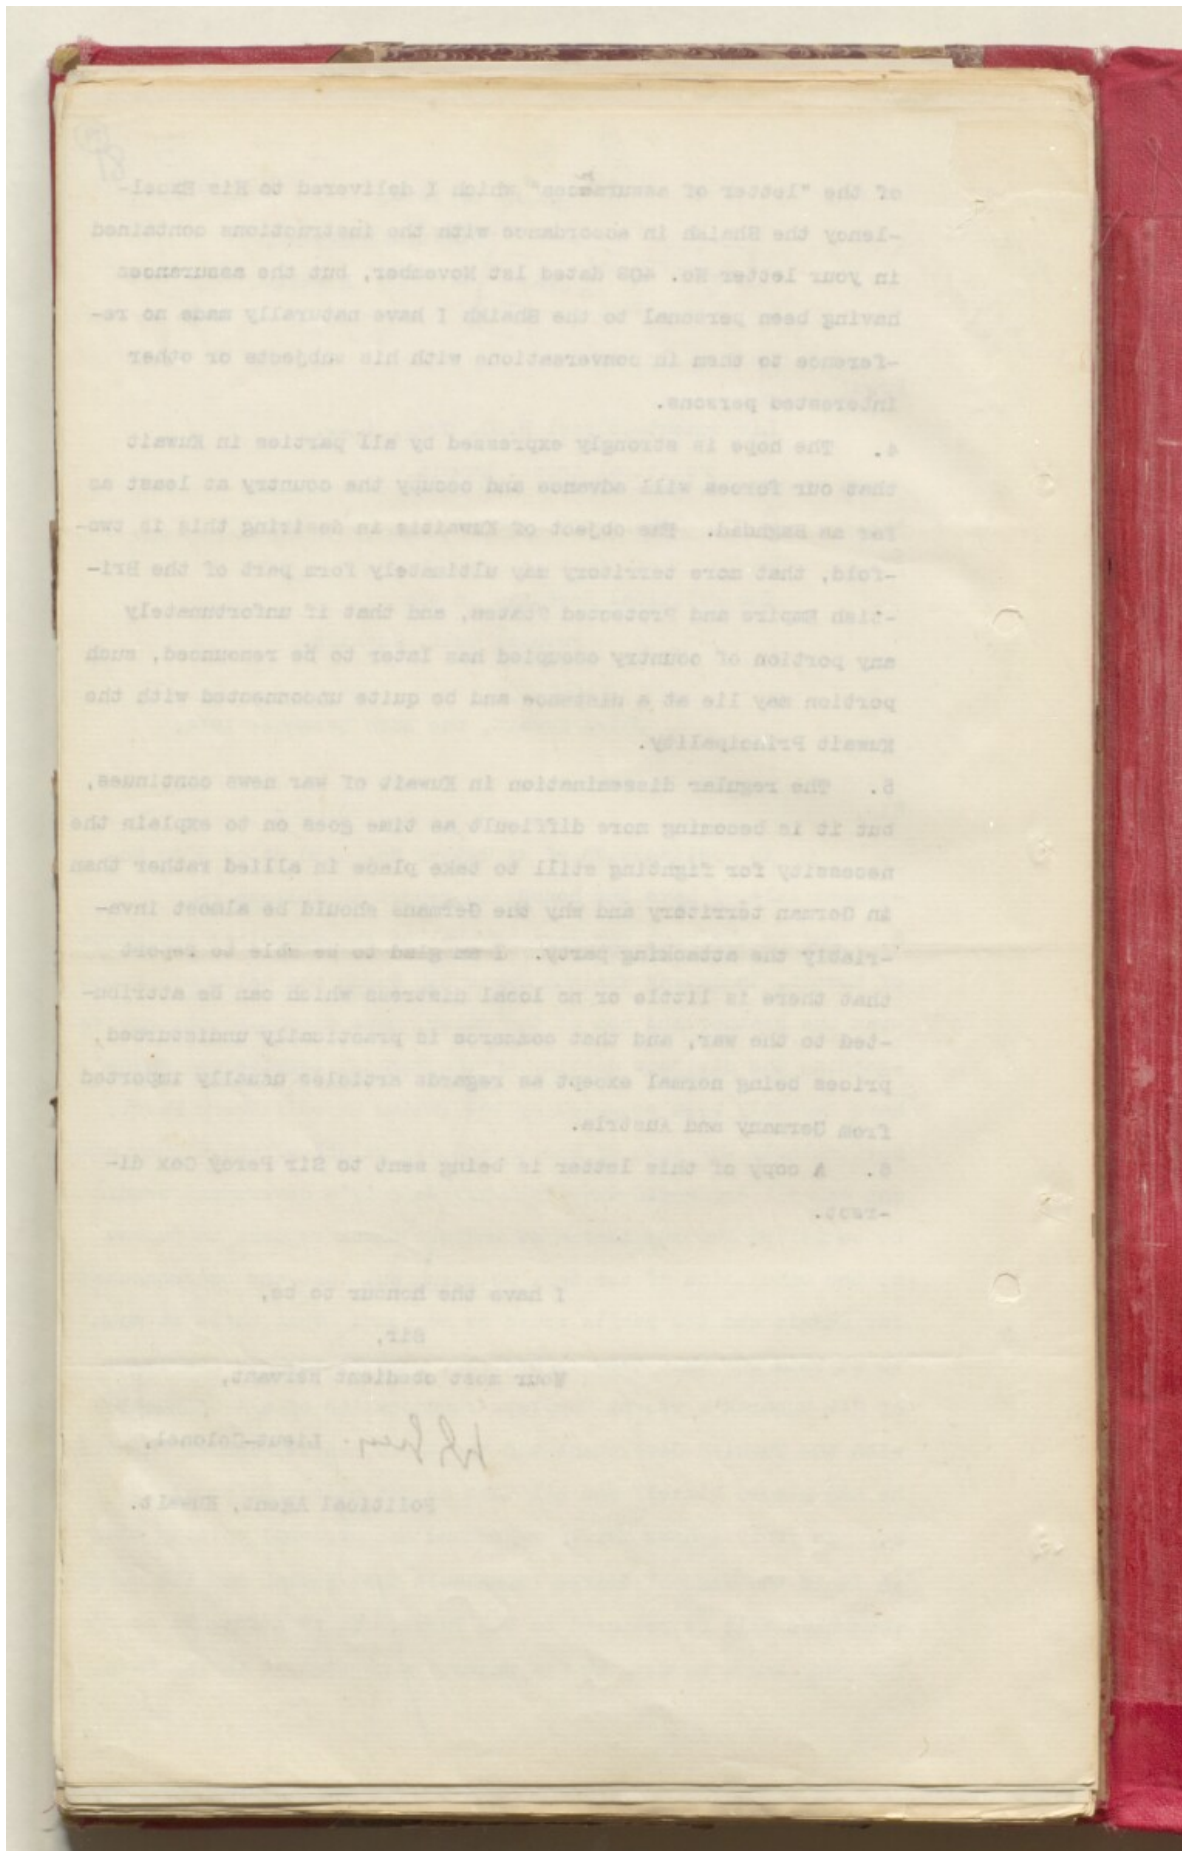 of the "letter of assurances" which I delivered to His Excel-
-lency the Shaikh in accordance with the instructions contained
in your letter No. dated 1st November, but the assurances
having been personal to the Shaikh I have naturally made no re-
-ference to them in conversations with his subjects or other
interested persons.
4. The hope is strongly expressed by all parties in Kuwait
that our forces will advance and occupy the country at least as
far as Baghdad. The object of Kuwaitis in desiring this is two-
-fold, that more territory may ultimately form part of the Bri-
-tish Empire and Protected States, and that if unfortunately
any portion of country occupied has later to be renounced, such
portion may lie at a distance and be quite unconnected with the
Kuwait Principality.
5. The regular dissemination in Kuwait of war news continues,
but it is becoming more difficult as time goes on to explain the
necessity for fighting still to take place in allied rather than
in German territory and why the Germans should be almost inva-
-riably the attacking party. I am glad to be able to report
that there is little or no local distress which can be attribu-
-ted to the war, and that commerce is practically undisturbed,
prices being normal except as regards articles usually imported
from Germany and Austria.
6. A copy of this letter is being sent to Sir Percy Cox di-
-rect.
I have the honour to be,
Sir,
Your most obedient servant,
Lieut-Colonel,
Political Agent, Kuwait.